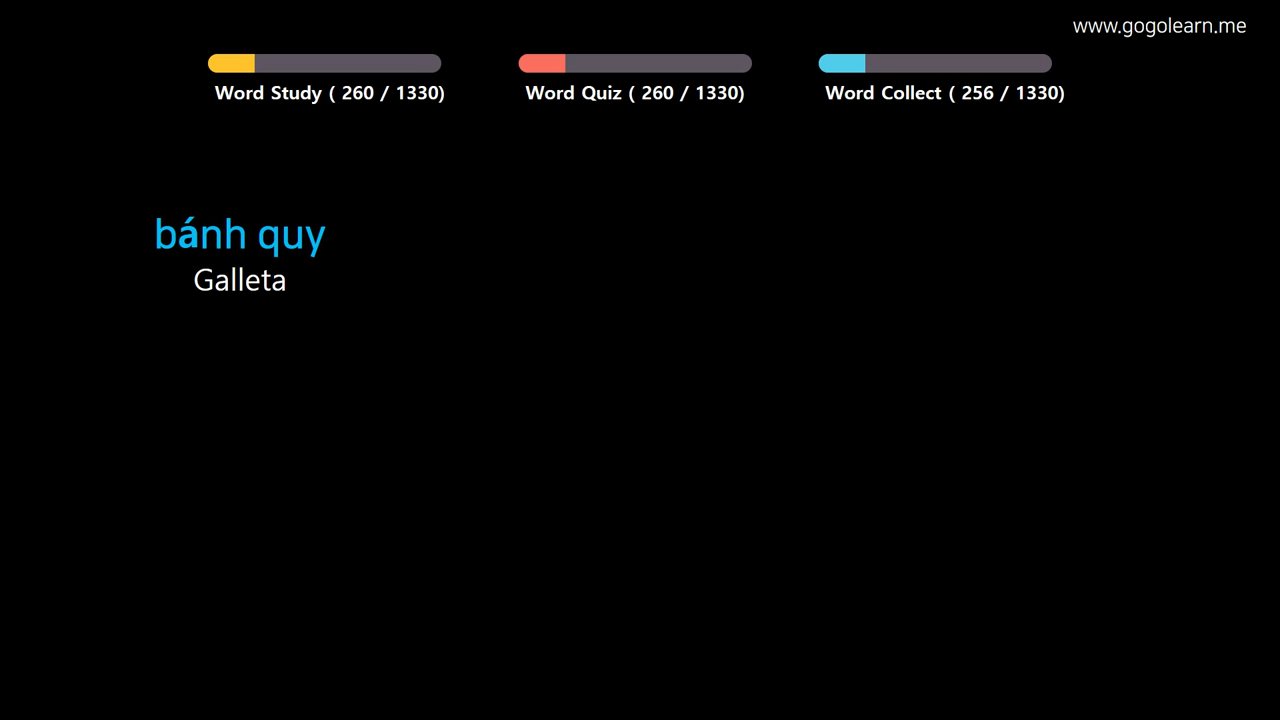 www.gogolearn.me
Word Study ( 260 / 1330)
Word Quiz ( 260 / 1330)
Word Collect ( 256 / 1330)
bánh quy
Galleta